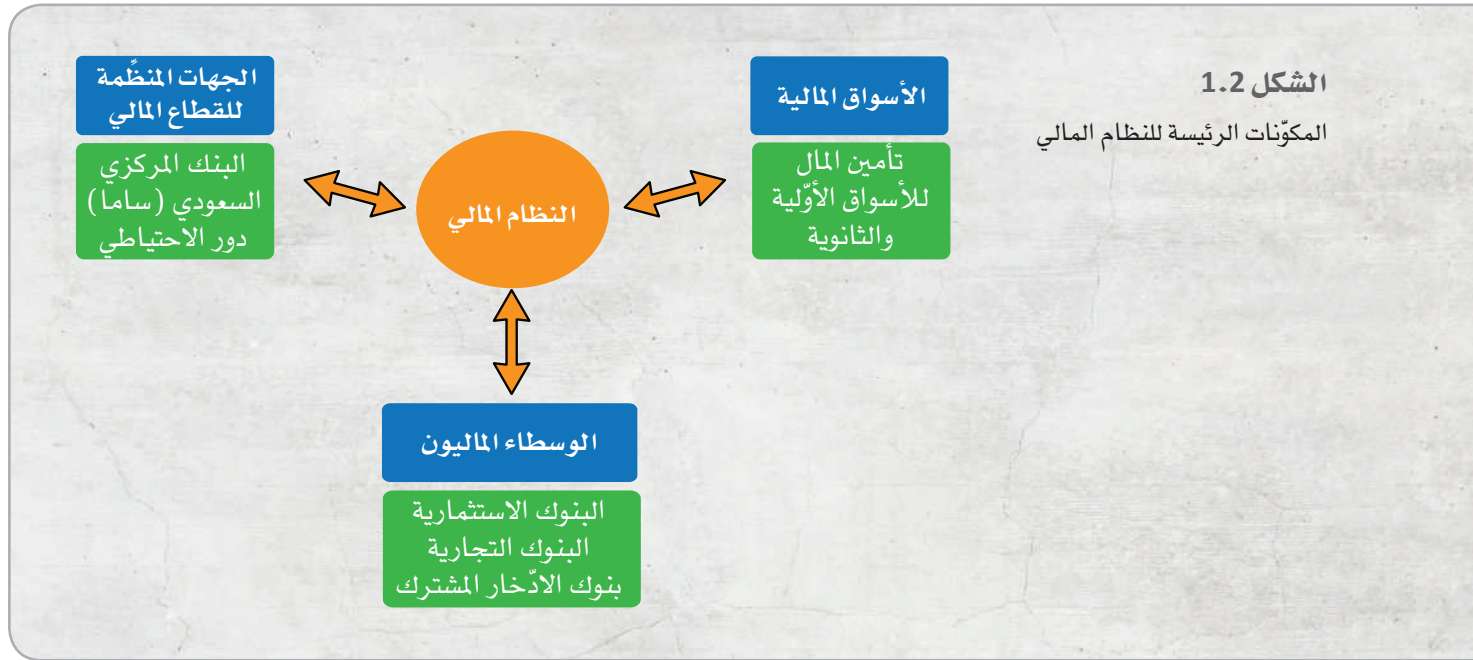 الشكل 1.2
المكوّنات الرئيسة للنظام المالي
الأسواق المالية
تأمين المال
للأسواق الأوّلية
والثانوية
النظام المالي
الجهات المنظِّمة
للقطاع المالي
البنك المركزي
السعودي (ساما)
دور الاحتياطي
الوسطاء الماليون
البنوك الاستثمارية
البنوك التجارية
بنوك الادّخار المشترك